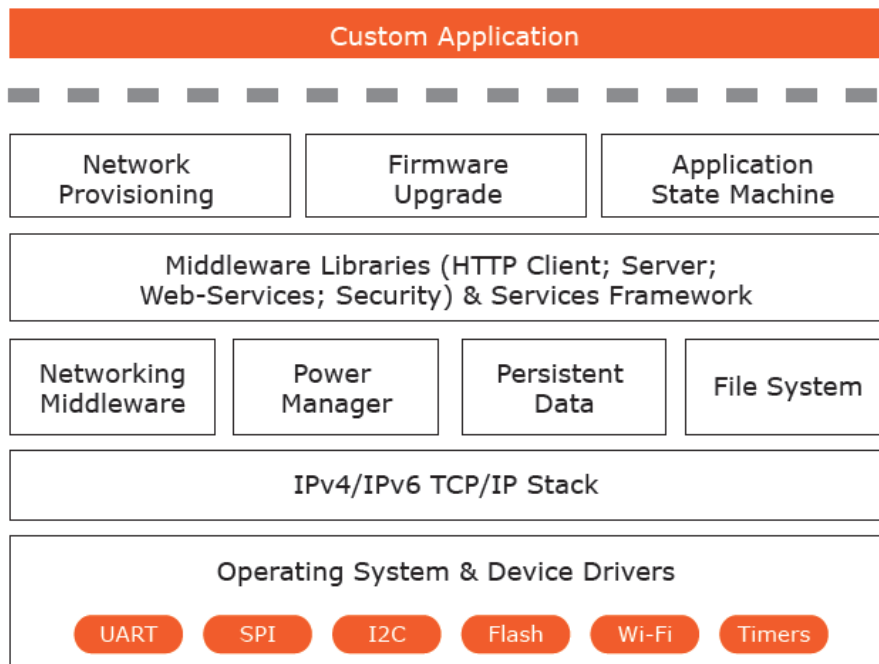 Custom Application
Network Firmware Application
Provisioning Upgrade State Machine
Middleware Libraries (HTTP Client; Server;
Web-Services; Security) & Services Framework
Networking Power Persistent File System
Middleware Manager Data
IPv4/IPv6 TCP/IP Stack
Operating System & Device Drivers
UART SPI I2C Flash Wi-Fi Timers